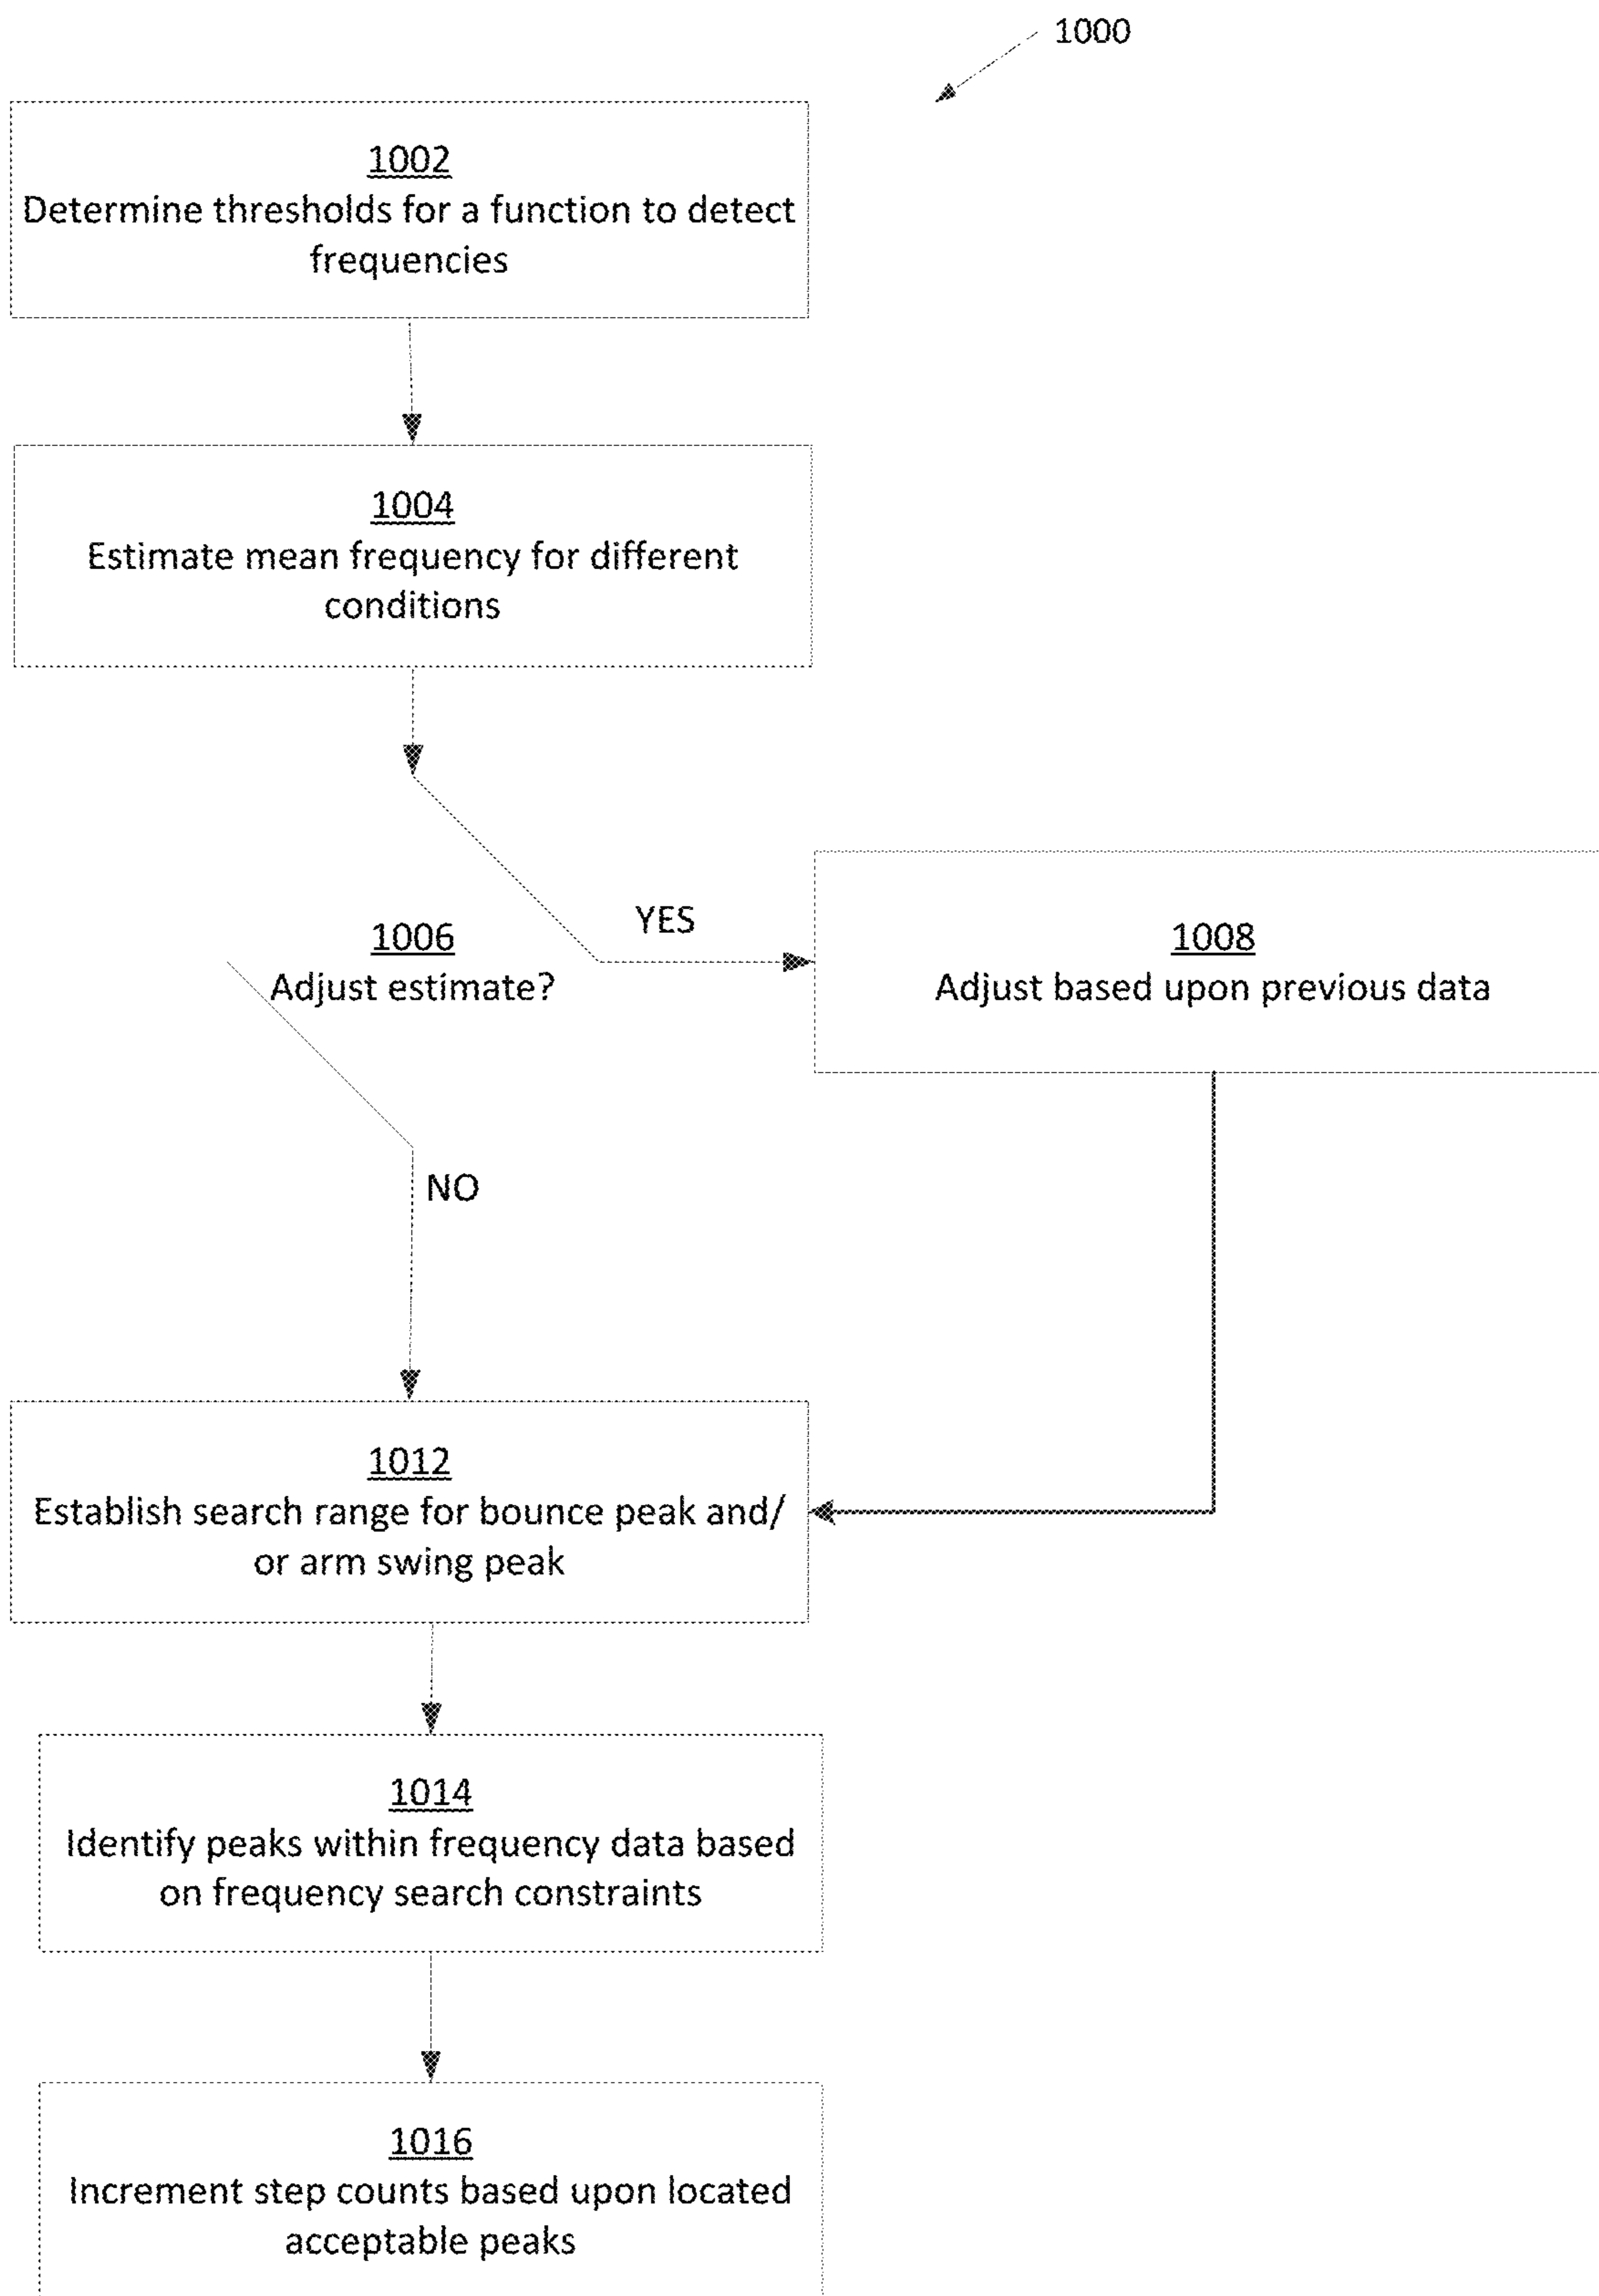 1000
1002
Determine thresholds for a function to detect
frequencies
1004
Estimate mean frequency for different
conditions
YES
1006
Adjust estimate?
1008
Adjust based upon previous data
NO
1012
Establish search range for bounce peak and/
or arm swing peak
1014
Identify peaks within frequency data based
on frequency search constraints
1016
Increment step counts based upon located
acceptable peaks